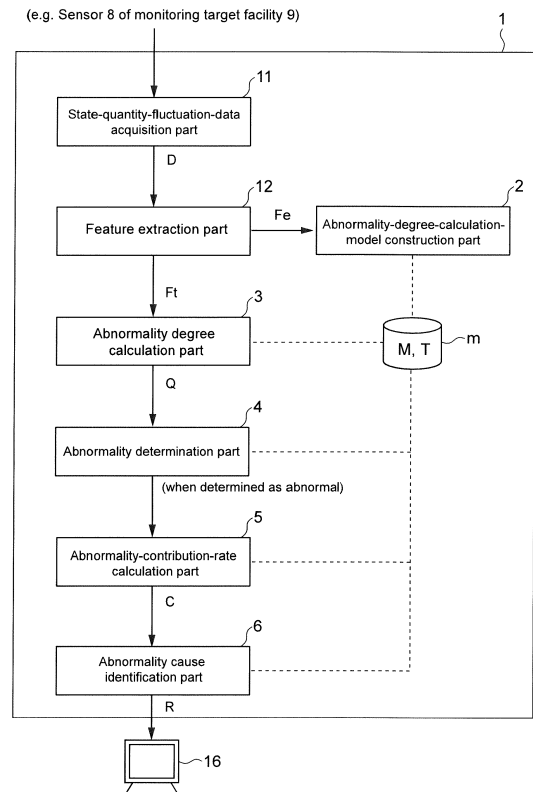 (e.g. Sensor 8 of monitoring target facility 9)
1
11
State-quantity-fluctuation-data
acquisition part
D
12
Feature extraction part
Fe
2
Abnormality-degree-calculation-
model construction part
Ft
3
Abnormality degree
calculation part
M, T
m
Q
4
Abnormality determination part
(when determined as abnormal)
5
Abnormality-contribution-rate
calculation part
C
6
Abnormality cause
identification part
R
16